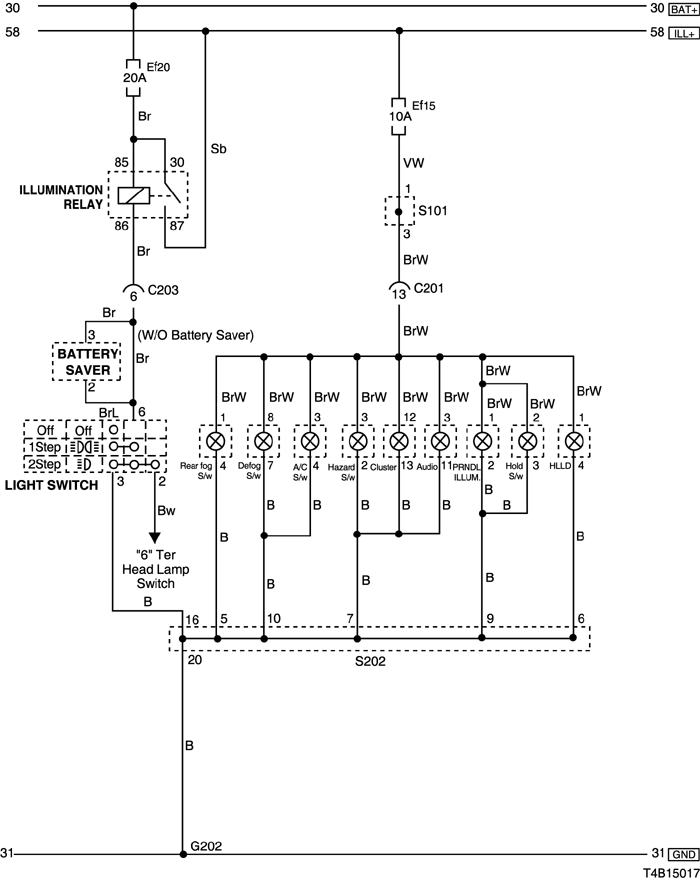 30 30 BAT+
58 58 ILL+
Ef20
20A
Ef15
10A
Br
Sb
VW
85 30
1
ILLUMINATION
RELAY
S101
86 87
3
Br
BrW
C203
6
C201
13
Br
(W/O Battery Saver)
BrW
3
BATTERY
SAVER
Br
2
BrW
BrW BrW BrW BrW BrW BrW BrW BrW BrW
BrL 6
1 8 3 3 12 3 1 2 1
Off Off
1Step
2Step
Rear fog S/w 4
Defog S/w 7
A/C S/w 4
Hazard S/w 2
Cluster 13
Audio 11
PRNDL ILLUM. 2
Hold S/w 3
HLLD 4
LIGHT SWITCH
3 2
Bw
B B B B B B B
B B
"6" Ter
Head Lamp
Switch
B B B
B
16 5 10 7 9 6
20
S202
B
G202
31 31 GND
T4B15017